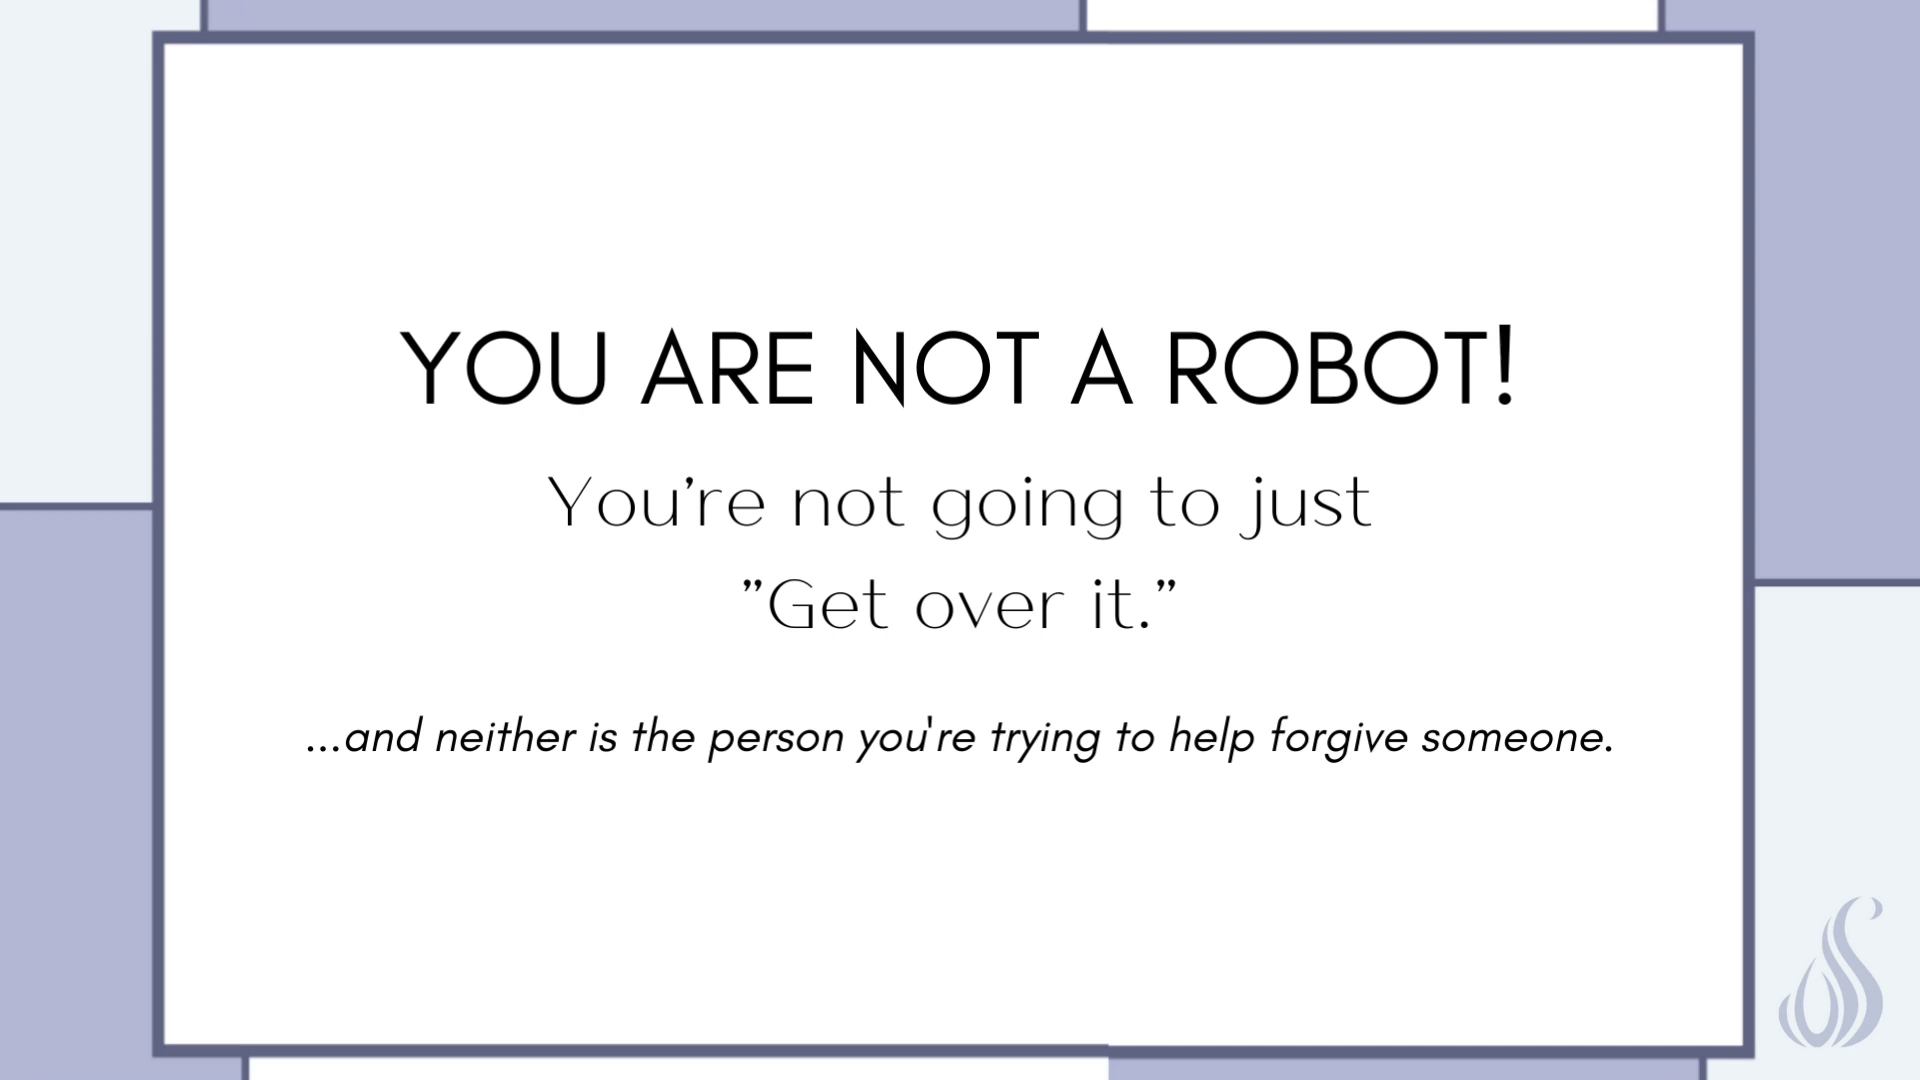 YOU ARE NOT A ROBOT!
You’re not going to just
”Get over it.”
...and neither is the person you're trying to help forgive someone.